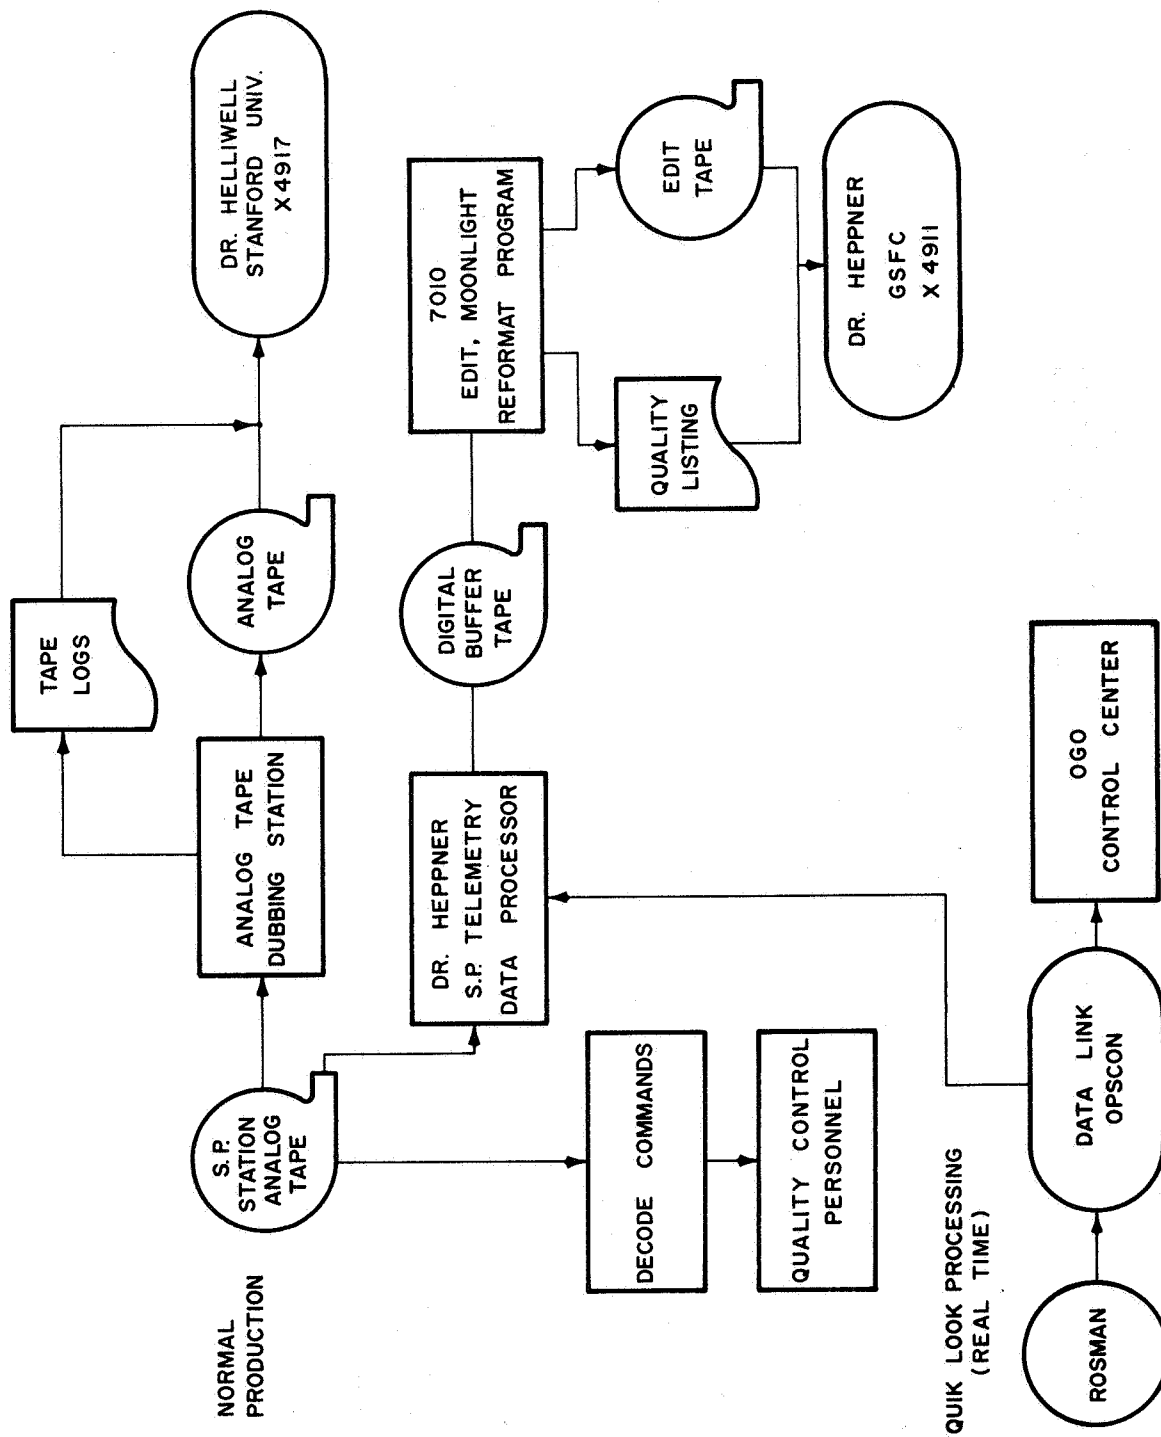 NORMAL
PRODUCTION
S.P.
STATION
ANALOG
TAPE
ANALOG TAPE
DUBBING STATION
TAPE
LOGS
ANALOG
TAPE
DR. HELLIWELL
STANFORD UNIV.
X4917
DR. HEPPNER
S.P. TELEMETRY
DATA PROCESSOR
DIGITAL
BUFFER
TAPE
7010
EDIT, MOONLIGHT
REFORMAT PROGRAM
DECODE COMMANDS
QUALITY CONTROL
PERSONNEL
QUALITY
LISTING
EDIT
TAPE
DR. HEPPNER
GSFC
X 4911
QUIK LOOK PROCESSING
(REAL TIME)
ROSMAN
DATA LINK
OPSCON
OGO
CONTROL CENTER